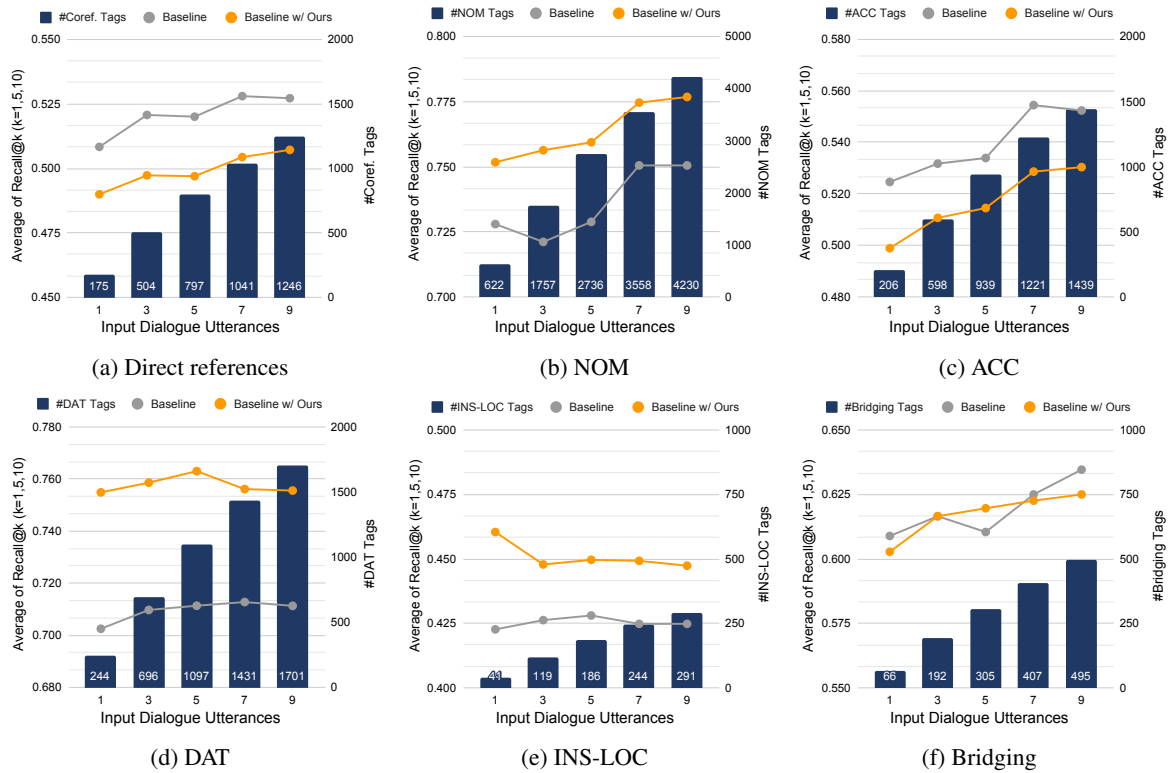 #Coref. Tags Baseline Baseline w/ Ours
0.550 2000
0.525 1500
0.500 1000
0.475 500
0.450 0
Average of Recall@k (k=1,5,10)
#Coref. Tags
175 504 797 1041 1246
1 3 5 7 9
Input Dialogue Utterances
(a) Direct references
#NOM Tags Baseline Baseline w/ Ours
0.800 5000
4000
0.775
3000
0.750
2000
0.725
1000
0.700 0
Average of Recall@k (k=1,5,10)
#NOM Tags
622 1757 2736 3558 4230
1 3 5 7 9
Input Dialogue Utterances
(b) NOM
#ACC Tags Baseline Baseline w/ Ours
0.580 2000
0.560
1500
0.540
1000
0.520
0.500
500
0.480 0
Average of Recall@k (k=1,5,10)
#ACC Tags
206 598 939 1221 1439
1 3 5 7 9
Input Dialogue Utterances
(c) ACC
#DAT Tags Baseline Baseline w/ Ours
0.780 2000
0.760
1500
0.740
1000
0.720
0.700
500
0.680 0
Average of Recall@k (k=1,5,10)
#DAT Tags
244 696 1097 1431 1701
1 3 5 7 9
Input Dialogue Utterances
(d) DAT
#INS-LOC Tags Baseline Baseline w/ Ours
0.500 1000
0.475 750
0.450 500
0.425 250
0.400 0
Average of Recall@k (k=1,5,10)
#INS-LOC Tags
41 119 186 244 291
1 3 5 7 9
Input Dialogue Utterances
(e) INS-LOC
#Bridging Tags Baseline Baseline w/ Ours
0.650 1000
0.625 750
0.600 500
0.575 250
0.550 0
Average of Recall@k (k=1,5,10)
#Bridging Tags
66 192 305 407 495
1 3 5 7 9
Input Dialogue Utterances
(f) Bridging